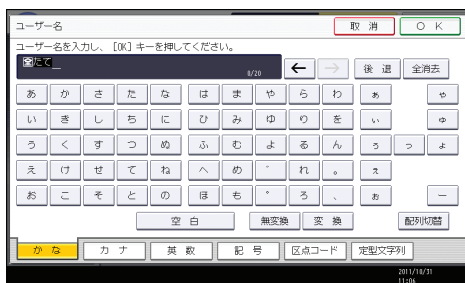 ユーザー名
取 消
O K
ユーザー名を入力し、[OK] キーを押してください。
全たて_
0/20
← → 後 退 全消去
あ か さ た な は ま や ら わ ぁ ゃ
い き し ち に ひ み ゆ り を ぃ ゅ
う く す つ ぬ ふ む よ る ん ぅ っ ょ
え け せ て ね へ め ゛ れ 。 ぇ
お こ そ と の ほ も ゜ ろ 、 ぉ ー
空 白 無変換 変 換 配列切替
か な カ ナ 英 数 記 号 区点コード 定型文字列
2011/10/31
11:06